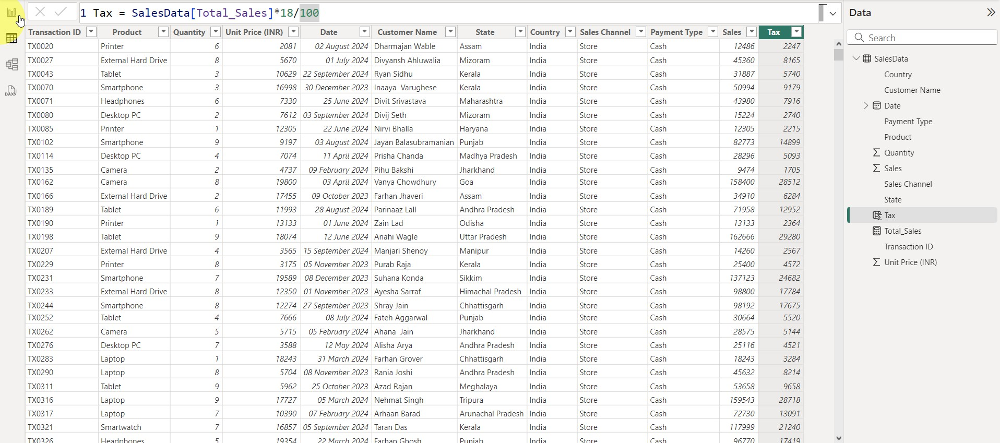 1 Tax = SalesData[Total_Sales]*18/100
Transaction ID Product Quantity Unit Price (INR) Date Customer Name State Country Sales Channel Payment Type Sales Tax
TX0020 Printer 6 2081 02 August 2024 Dharmajan Wable Assam India Store Cash 12486 2247
TX0027 External Hard Drive 8 5670 01 July 2024 Divyansh Ahluwalia Mizoram India Store Cash 45360 8165
TX0043 Tablet 3 10629 22 September 2024 Ryan Sidhu Kerala India Store Cash 31887 5740
TX0070 Smartphone 3 16998 30 December 2023 Inaaya  Varughese Kerala India Store Cash 50994 9179
TX0071 Headphones 6 7330 25 June 2024 Divit Srivastava Maharashtra India Store Cash 43980 7916
TX0080 Desktop PC 2 7612 03 September 2024 Divij Seth Mizoram India Store Cash 15224 2740
TX0085 Printer 1 12305 22 June 2024 Nirvi Bhalla Haryana India Store Cash 12305 2215
TX0102 Smartphone 9 9197 03 August 2024 Jayan Balasubramanian Punjab India Store Cash 82773 14899
TX0114 Desktop PC 4 7074 11 April 2024 Prisha Chanda Madhya Pradesh India Store Cash 28296 5093
TX0135 Camera 2 4737 09 February 2024 Pihu Bakshi Jharkhand India Store Cash 9474 1705
TX0162 Camera 8 19800 03 April 2024 Vanya Chowdhury Goa India Store Cash 158400 28512
TX0166 External Hard Drive 2 17455 09 October 2023 Farhan Jhaveri Assam India Store Cash 34910 6284
TX0189 Tablet 6 11993 28 August 2024 Parinaaz Lall Andhra Pradesh India Store Cash 71958 12952
TX0190 Printer 1 13133 01 June 2024 Zain Lad Odisha India Store Cash 13133 2364
TX0198 Tablet 9 18074 12 June 2024 Anahi Wagle Uttar Pradesh India Store Cash 162666 29280
TX0207 External Hard Drive 4 3565 15 September 2024 Manjari Shenoy Manipur India Store Cash 14260 2567
TX0229 Printer 8 3175 05 November 2023 Purab Raja Kerala India Store Cash 25400 4572
TX0231 Smartphone 7 19589 08 December 2023 Suhana Konda Sikkim India Store Cash 137123 24682
TX0233 External Hard Drive 8 12350 01 November 2023 Ayesha Sarraf Himachal Pradesh India Store Cash 98800 17784
TX0244 Smartphone 8 12274 27 September 2023 Shray Jain Chhattisgarh India Store Cash 98192 17675
TX0252 Tablet 4 7666 08 July 2024 Fateh Aggarwal Punjab India Store Cash 30664 5520
TX0262 Camera 5 5715 05 February 2024 Ahana  Jain Jharkhand India Store Cash 28575 5144
TX0276 Desktop PC 7 3588 12 May 2024 Alisha Arya Andhra Pradesh India Store Cash 25116 4521
TX0283 Laptop 1 18243 31 March 2024 Farhan Grover Chhattisgarh India Store Cash 18243 3284
TX0290 Laptop 8 5704 08 November 2023 Rania Joshi Andhra Pradesh India Store Cash 45632 8214
TX0311 Tablet 9 5962 25 October 2023 Azad Rajan Meghalaya India Store Cash 53658 9658
TX0316 Laptop 9 17727 05 March 2024 Nehmat Singh Tripura India Store Cash 159543 28718
TX0317 Laptop 7 10390 07 February 2024 Arhaan Barad Arunachal Pradesh India Store Cash 72730 13091
TX0321 Smartwatch 7 16857 05 September 2024 Taran Das Kerala India Store Cash 117999 21240
TX0326 Headphones 5 19354 22 March 2024 Farhan Ghosh Punjab India Store Cash 96770 17419
DAX
Data
Search
SalesData
Country
Customer Name
Date
Payment Type
Product
Quantity
Sales
Sales Channel
State
Tax
Total_Sales
Transaction ID
Unit Price (INR)